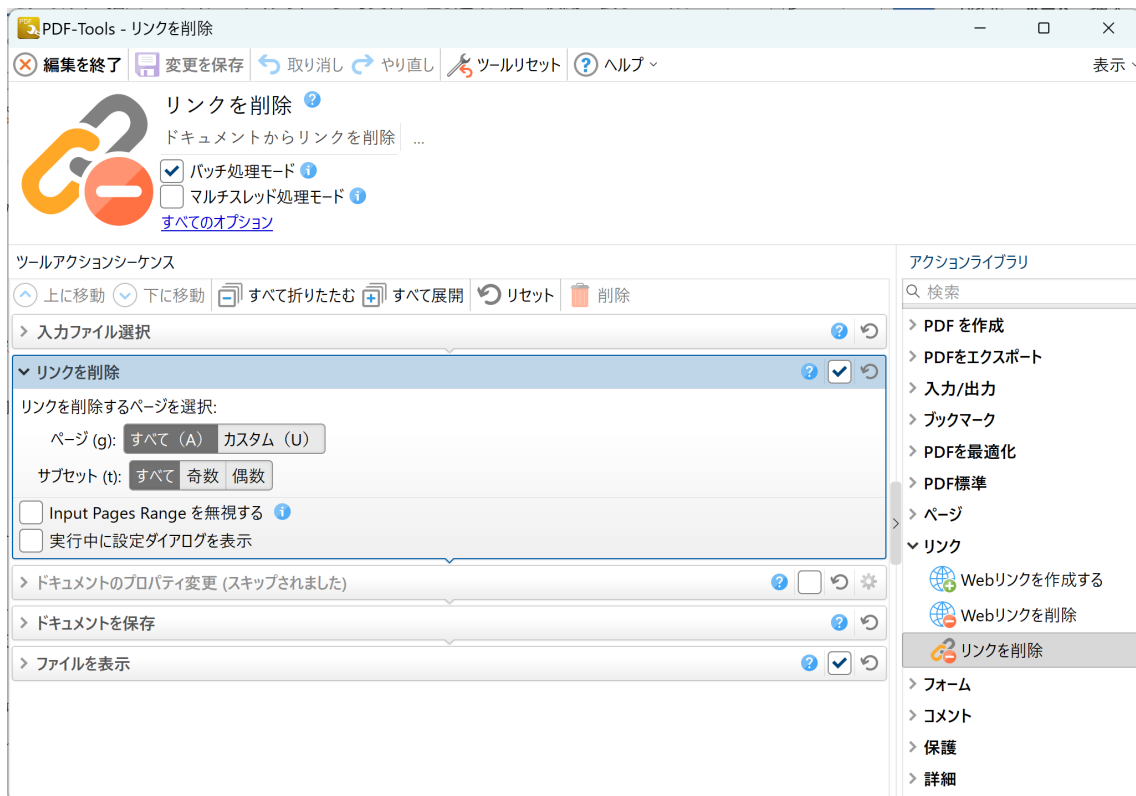 PDF-Tools - リンクを削除
編集を終了 変更を保存 取り消し やり直し ツールリセット ヘルプ 表示
リンクを削除
ドキュメントからリンクを削除 ...
バッチ処理モード
マルチスレッド処理モード
すべてのオプション
ツールアクションシーケンス
上に移動 下に移動 すべて折りたたむ すべて展開 リセット 削除
入力ファイル選択
リンクを削除
リンクを削除するページを選択:
ページ (g): すべて（A） カスタム（U）
サブセット (t): すべて 奇数 偶数
Input Pages Range を無視する
実行中に設定ダイアログを表示
ドキュメントのプロパティ変更 (スキップされました)
ドキュメントを保存
ファイルを表示
アクションライブラリ
検索
PDF を作成
PDFをエクスポート
入力/出力
ブックマーク
PDFを最適化
PDF標準
ページ
リンク
Webリンクを作成する
Webリンクを削除
リンクを削除
フォーム
コメント
保護
詳細